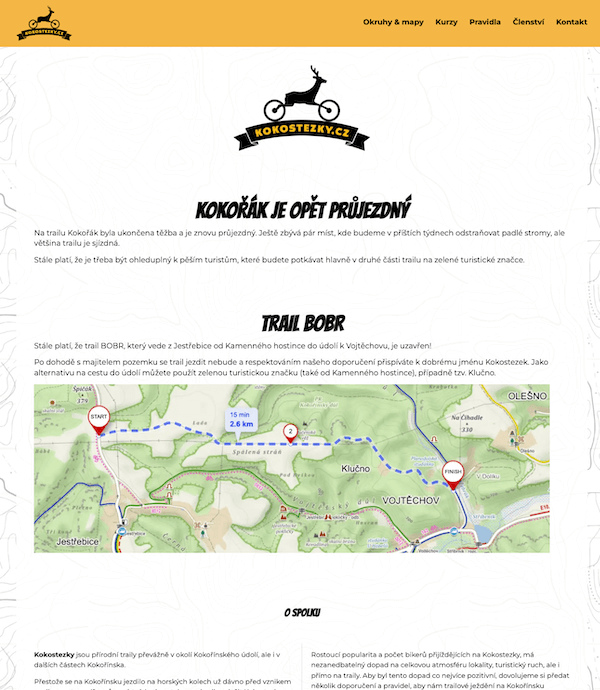 KOKOSTEZKY.CZ
Okruhy & mapy Kurzy Pravidla Členství Kontakt
KOKOSTEZKY.CZ
KOKOŘÁK JE OPĚT PRŮJEZDNÝ
Na trailu Kokořák byla ukončena těžba a je znovu průjezdný. Ještě zbývá pár míst, kde budeme v příštích týdnech odstraňovat padlé stromy, ale
většina trailu je sjízdná.
Stále platí, že je třeba být ohleduplný k pěším turistům, které budete potkávat hlavně v druhé části trailu na zelené turistické značce.
TRAIL BOBR
Stále platí, že trail BOBR, který vede z Jestřebice od Kamenného hostince do údolí k Vojtěchovu, je uzavřen!
Po dohodě s majitelem pozemku se trail jezdit nebude a respektováním našeho doporučení přispíváte k dobrému jménu Kokostezek. Jako
alternativu na cestu do údolí můžete použít zelenou turistickou značku (také od Kamenného hostince), případně tzv. Klučno.
Špičák
379
OLEŠNO
START
15 min
2.6 km
2
Na Čihadle
330
Lada
Spálená stráň
Klučno
FINISH
V Dolíku
VOJTĚCHOV
Jestřebice
Jestřebice
Vojtěchov
O SPOLKU
Kokostezky jsou přírodní traily převážně v okolí Kokořínského údolí, ale i v
dalších částech Kokořínska.
Přestože se na Kokořínsku jezdilo na horských kolech už dávno před vznikem
Rostoucí popularita a počet bikerů přijíždějících na Kokostezky, má
nezanedbatelný dopad na celkovou atmosféru lokality, turistický ruch, ale i
přímo na traily. Aby byl tento dopad co nejvíce pozitivní, dovolujeme si předat
několik doporučení a pravidel, aby nám trailové ježdění na Kokořínsku